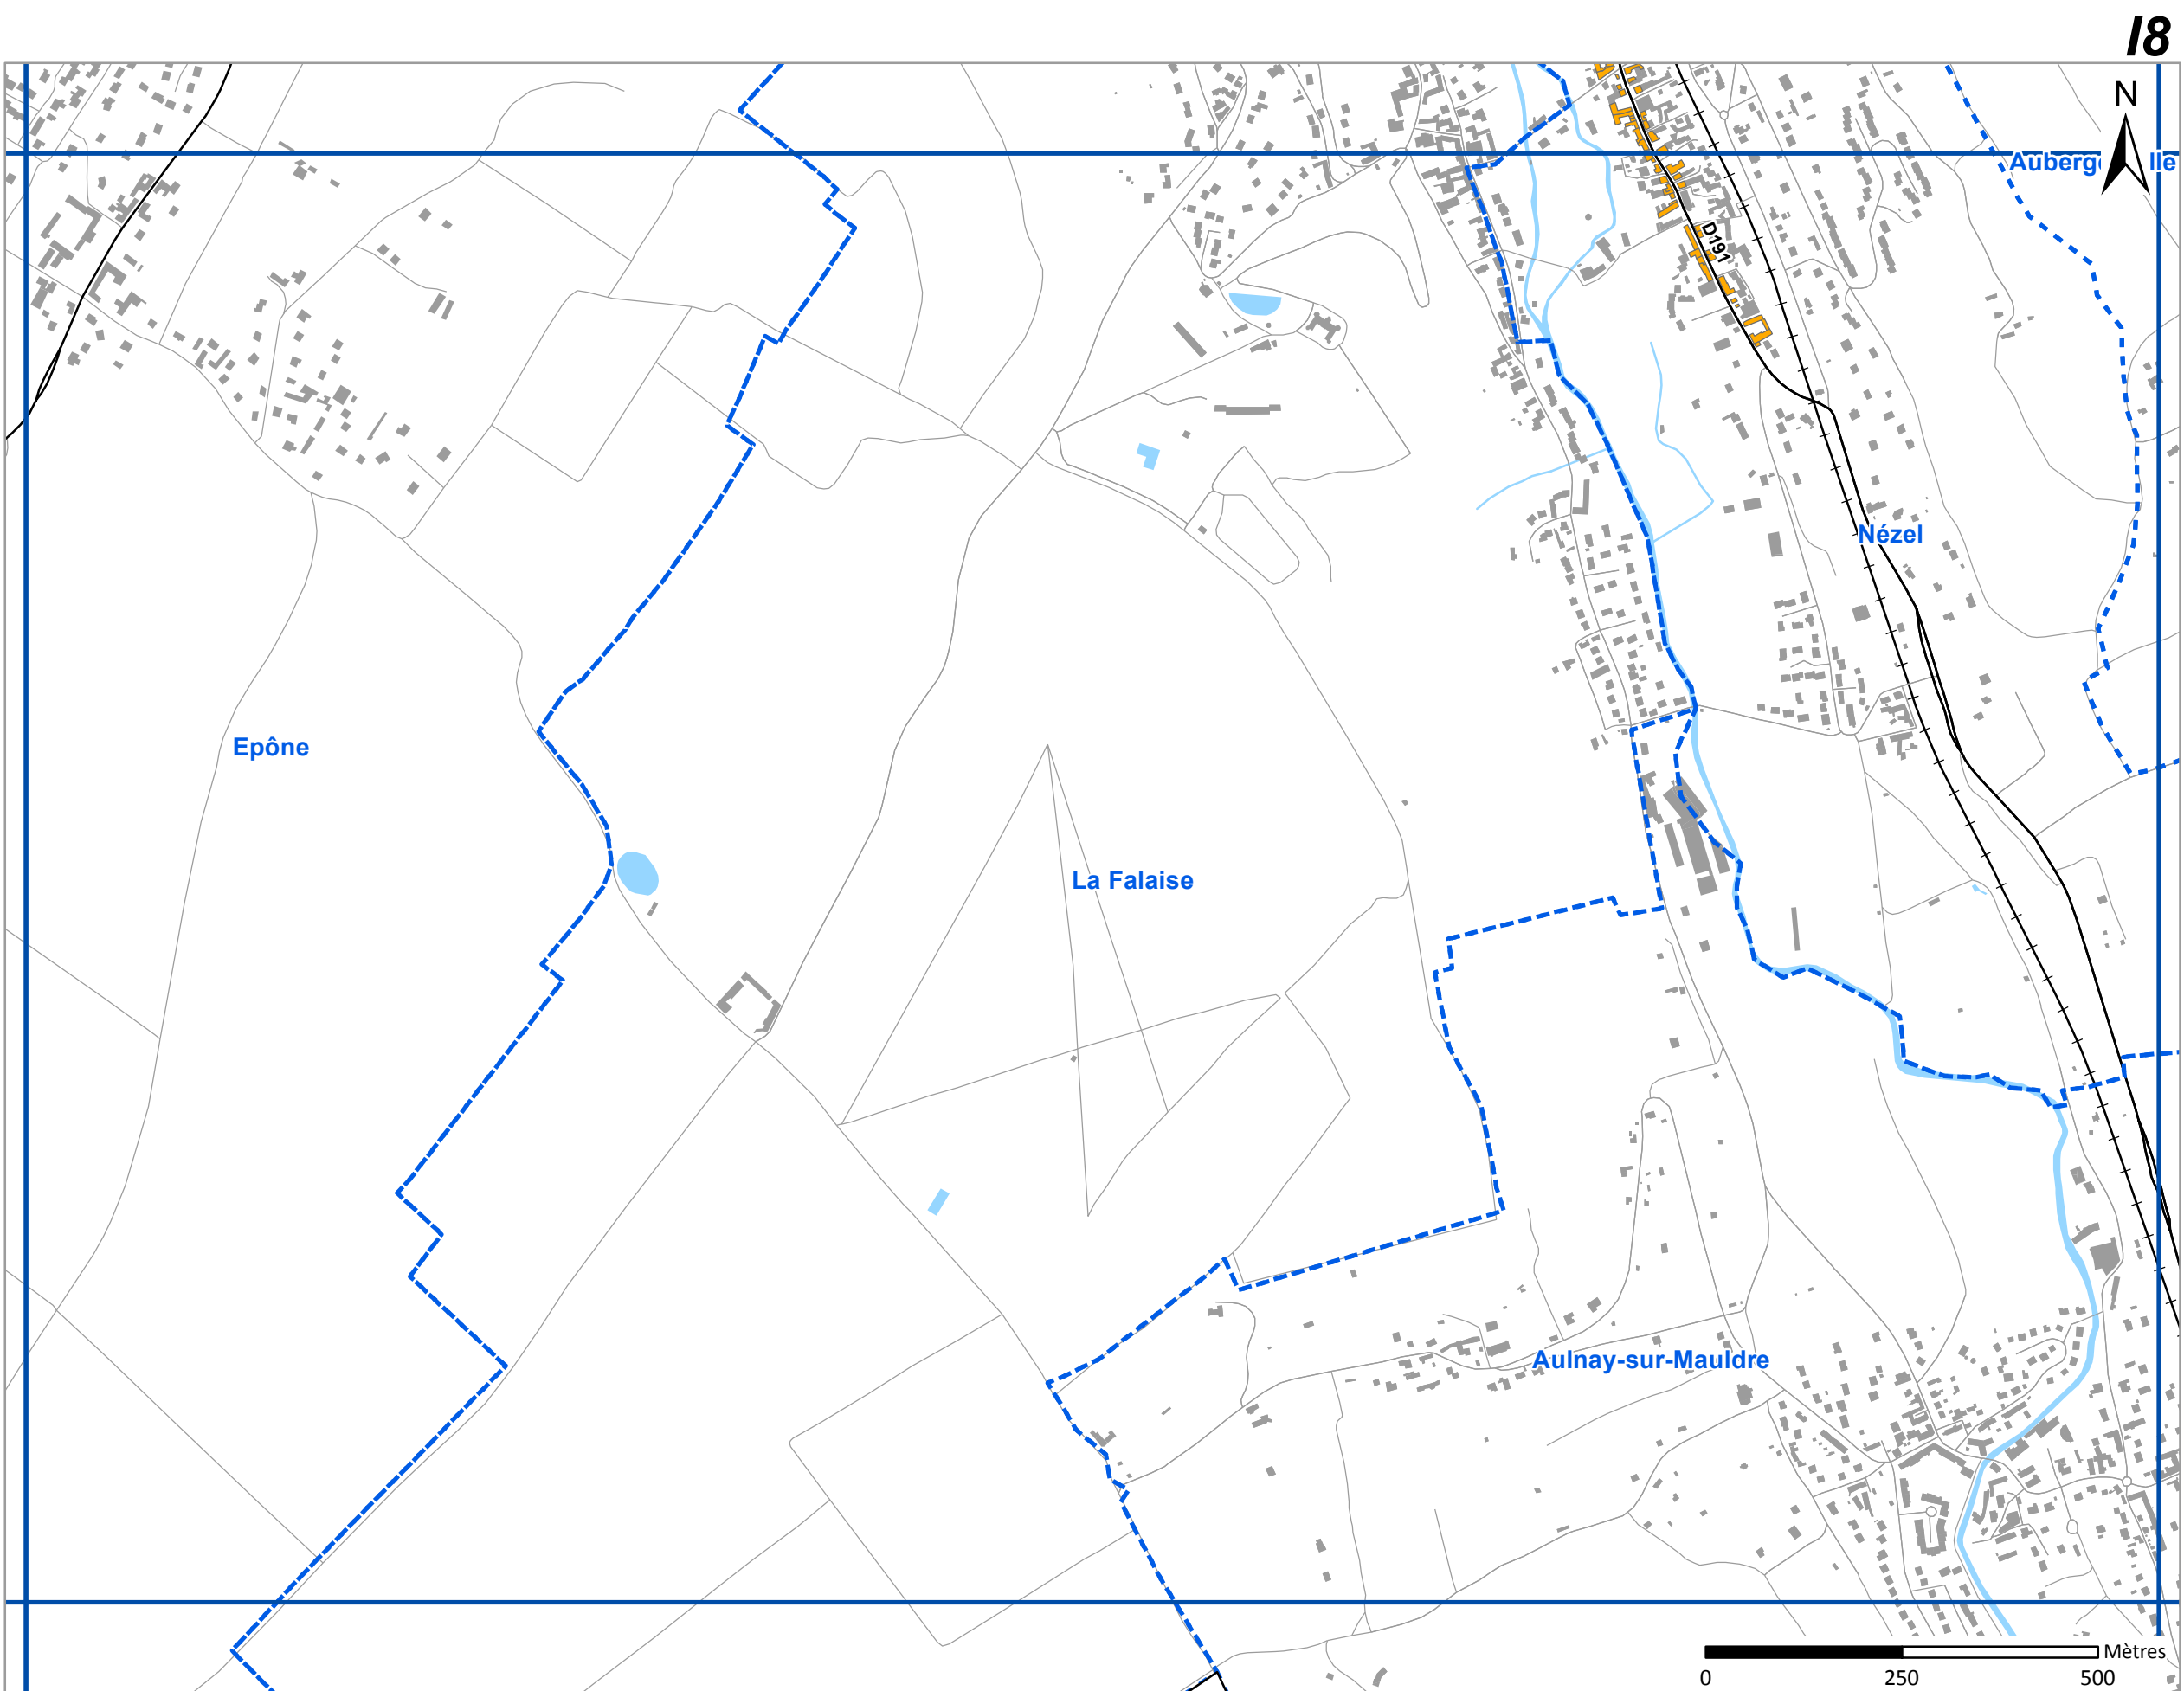 I8
N
Auberg lle
D191
Nézel
Epône
La Falaise
Aulnay-sur-Mauldre
Mètres
0 250 500